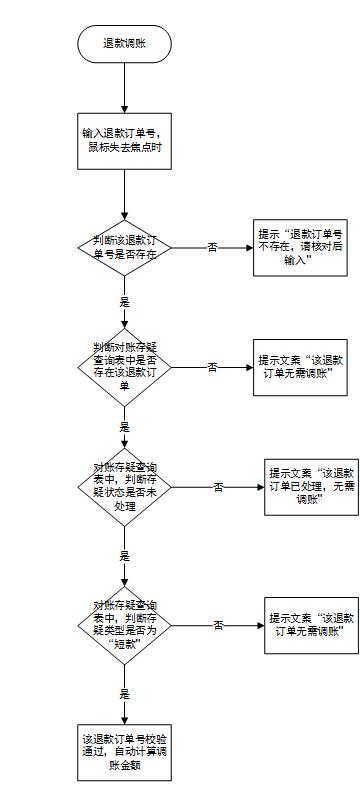 退款调账
输入退款订单号，
鼠标失去焦点时
判断该退款订
单号是否存在
否
提示“退款订单号
不存在，请核对后
输入”
是
判断对账存疑
查询表中是否
存在该退款订
单
否
提示文案“该退款
订单无需调账”
是
对账存疑查询
表中，判断存
疑状态是否未
处理
否
提示文案“该退款
订单已处理，无需
调账”
是
对账存疑查询
表中，判断存
疑类型是否为
“短款”
否
提示文案“该退款
订单无需调账”
是
该退款订单号校验
通过，自动计算调
账金额